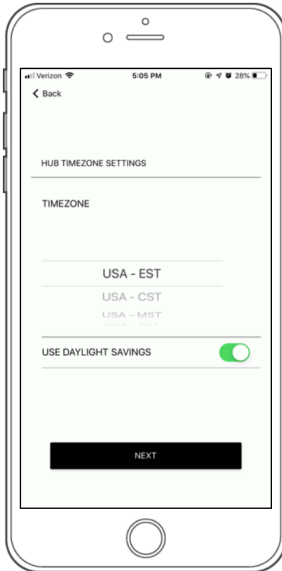 Verizon 5:05 PM 28%
Back
HUB TIMEZONE SETTINGS
TIMEZONE
USA - EST
USA - CST
USA - MST
USE DAYLIGHT SAVINGS
NEXT